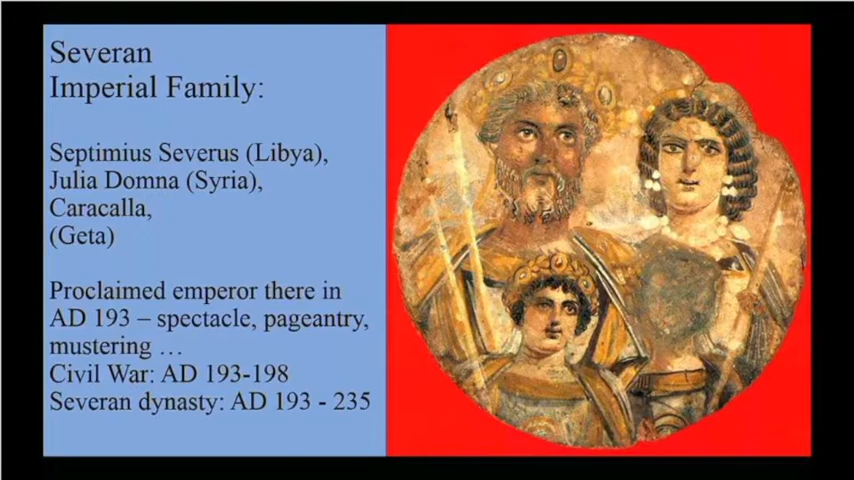 Severan
Imperial Family:
Septimius Severus (Libya),
Julia Domna (Syria),
Caracalla,
(Geta)
Proclaimed emperor there in
AD 193 – spectacle, pageantry,
mustering …
Civil War: AD 193-198
Severan dynasty: AD 193 - 235